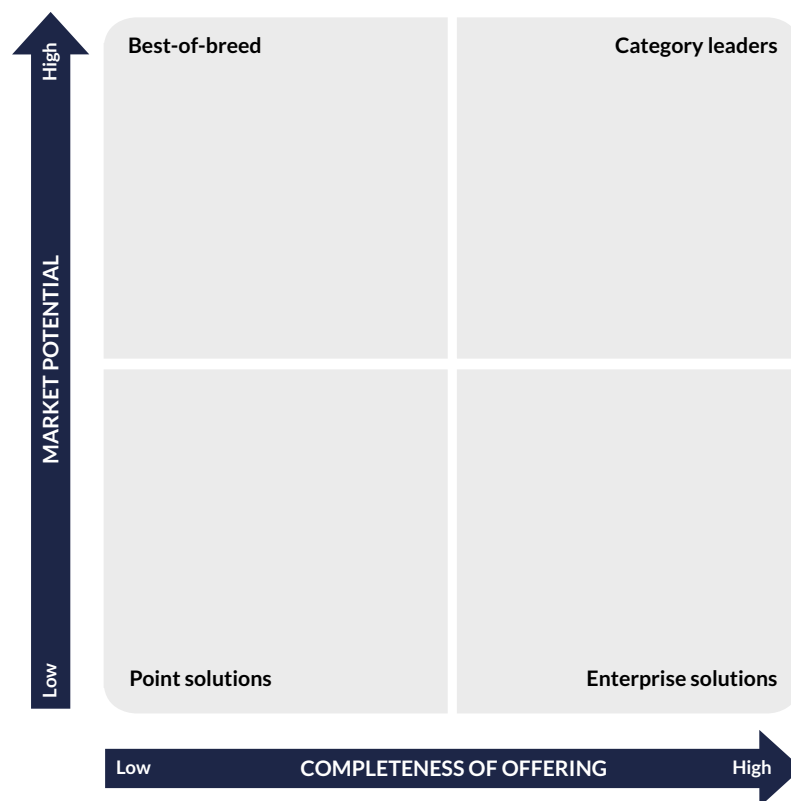 High
Best-of-breed
Category leaders
MARKET POTENTIAL
Low
Point solutions
Enterprise solutions
Low
COMPLETENESS OF OFFERING
High